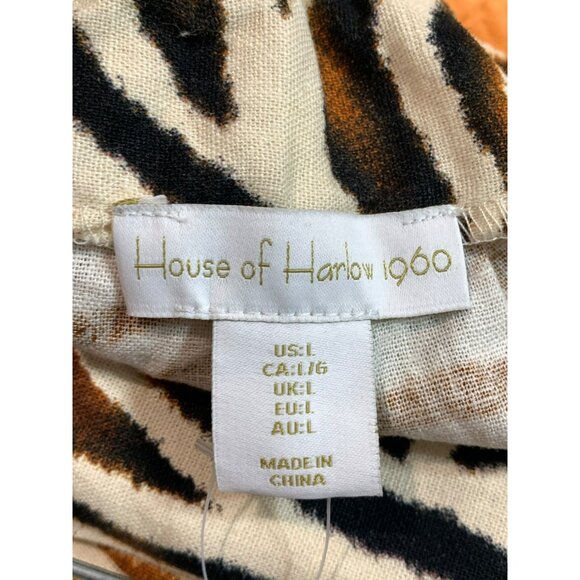 House of Harlow 1960
US:L
CA:L/G
UK:L
EU:L
AU:L
MADE IN
CHINA